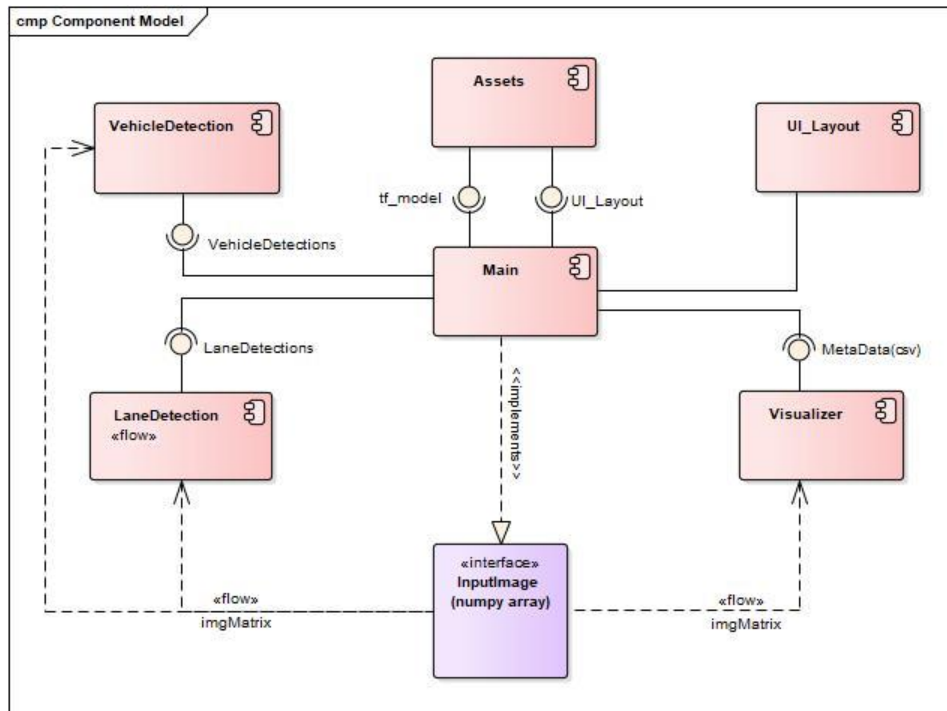 cmp Component Model
Assets
VehicleDetection
UI_Layout
tf_model
UI_Layout
VehicleDetections
Main
LaneDetections
MetaData(csv)
<<implements>>
LaneDetection
«flow»
Visualizer
«interface»
InputImage
(numpy array)
«flow»
imgMatrix
«flow»
imgMatrix